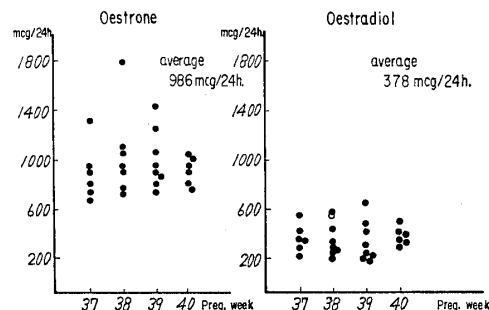 Oestrone
mcg/24h.
1800
1400
1000
600
200
average
986 mcg/24h.
37 38 39 40 Preg. week
Oestradiol
mcg/24h.
1800
1400
1000
600
200
average
378 mcg/24h.
37 38 39 40 Preg. week